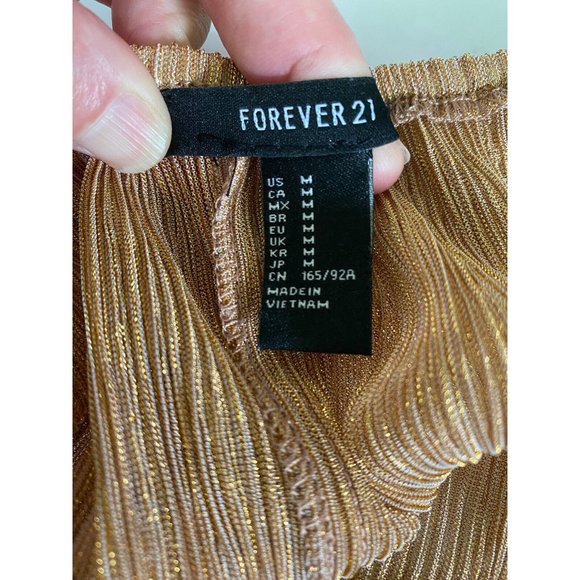 FOREVER 21
US M
CA M
MX M
BR M
EU M
UK M
KR M
JP M
CN 165/92A
MADE IN
VIETNAM